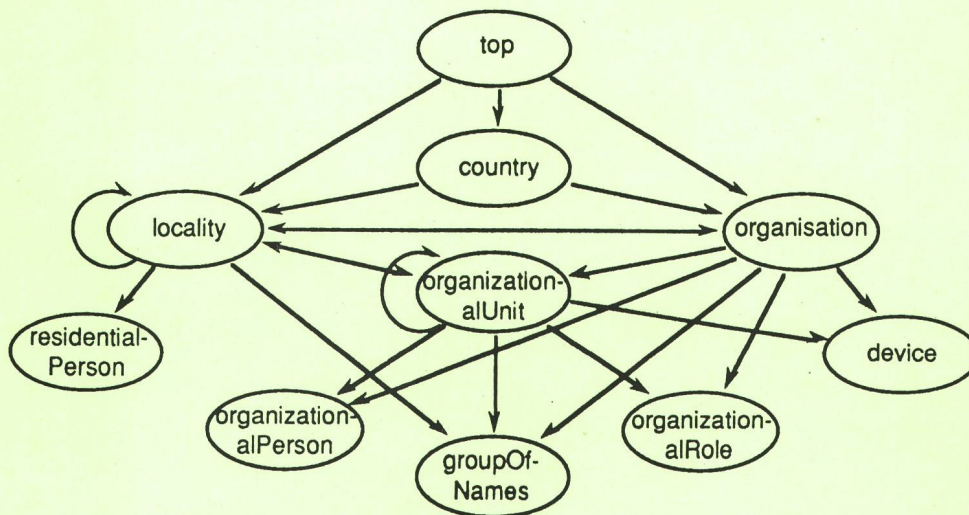 top
country
locality
organisation
organization-
alUnit
residential-
Person
device
organization-
alPerson
organization-
alRole
groupOf-
Names